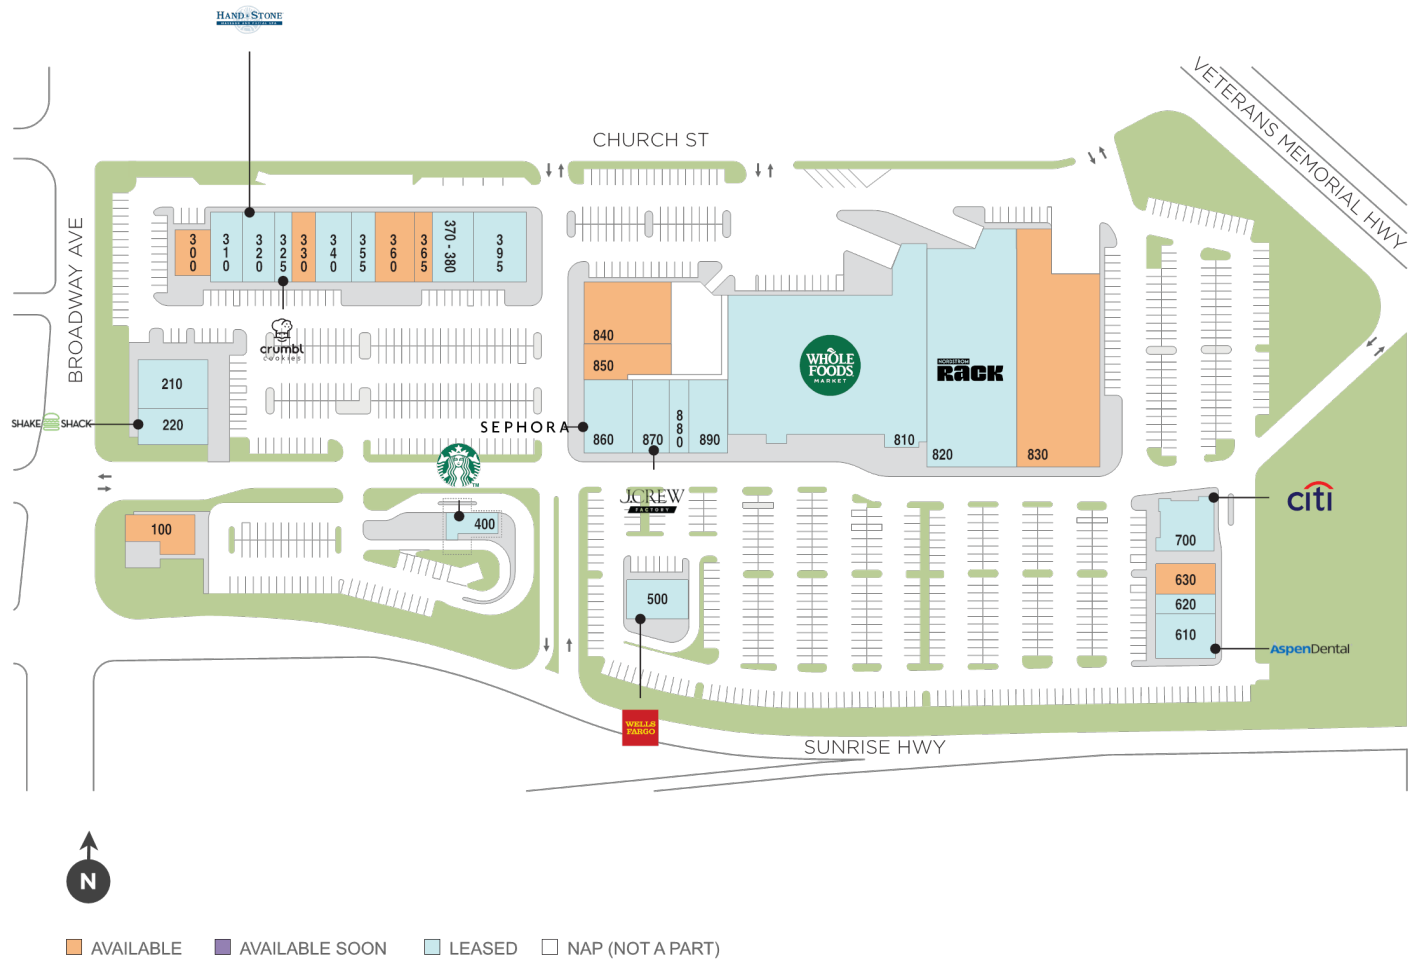 HAND & STONE
CHURCH ST
VETERANS MEMORIAL HWY
BROADWAY AVE
300
310
320
325
330
340
355
360
365
370 - 380
395
crumbl
cookies
210
220
SHAKE SHACK
840
850
860
870
880
890
SEPHORA
WHOLE
FOODS
MARKET
810
NORDSTROM
RACK
820
830
TM
J.CREW
FACTORY
100
400
500
citi
700
630
620
610
AspenDental
WELLS
FARGO
SUNRISE HWY
N
AVAILABLE
AVAILABLE SOON
LEASED
NAP (NOT A PART)